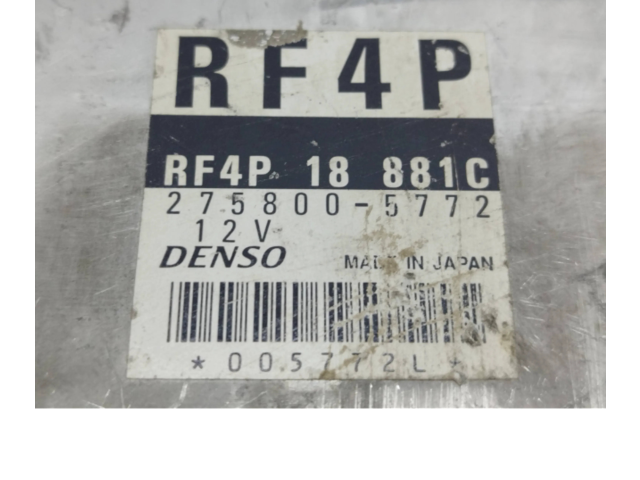 RF4P
RF4P 18 881C
275800-5772
12V
DENSO MADE IN JAPAN
*005772L*